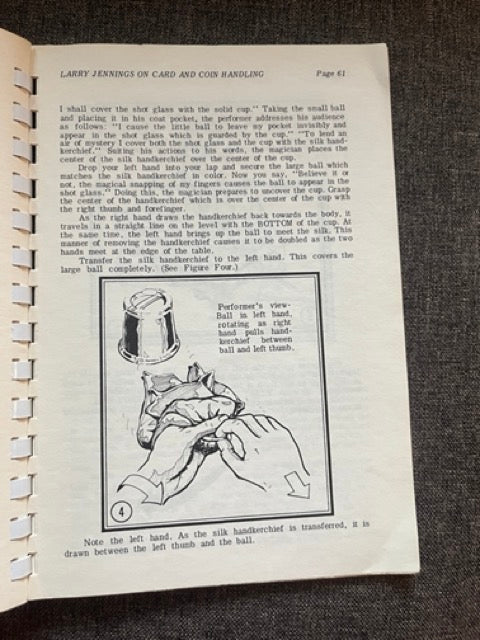 LARRY JENNINGS ON CARD AND COIN HANDLING Page 61
I shall cover the shot glass with the solid cup." Taking the small ball
and placing it in his coat pocket, the performer addresses his audience
as follows: "I cause the little ball to leave my pocket invisibly and
appear in the shot glass which is guarded by the cup." "To lend an
air of mystery I cover both the shot glass and the cup with the silk hand-
kerchief." Suiting his actions to his words, the magician places the
center of the silk handkerchief over the center of the cup.
Drop your left hand into your lap and secure the large ball which
matches the silk handkerchief in color. Now you say, "Believe it or
not, the magical snapping of my fingers causes the ball to appear in the
shot glass." Doing this, the magician prepares to uncover the cup. Grasp
the center of the handkerchief which is over the center of the cup with
the right thumb and forefinger.
As the right hand draws the handkerchief back towards the body, it
travels in a straight line on the level with the BOTTOM of the cup. At
the same time, the left hand brings up the ball to meet the silk. This
manner of removing the handkerchief causes it to be doubled as the two
hands meet at the edge of the table.
Transfer the silk handkerchief to the left hand. This covers the
large ball completely. (See Figure Four.)
Performer's view-
Ball is left hand,
rotating as right
hand pulls hand-
kerchief between
ball and left thumb.
4
Note the left hand. As the silk handkerchief is transferred, it is
drawn between the left thumb and the ball.